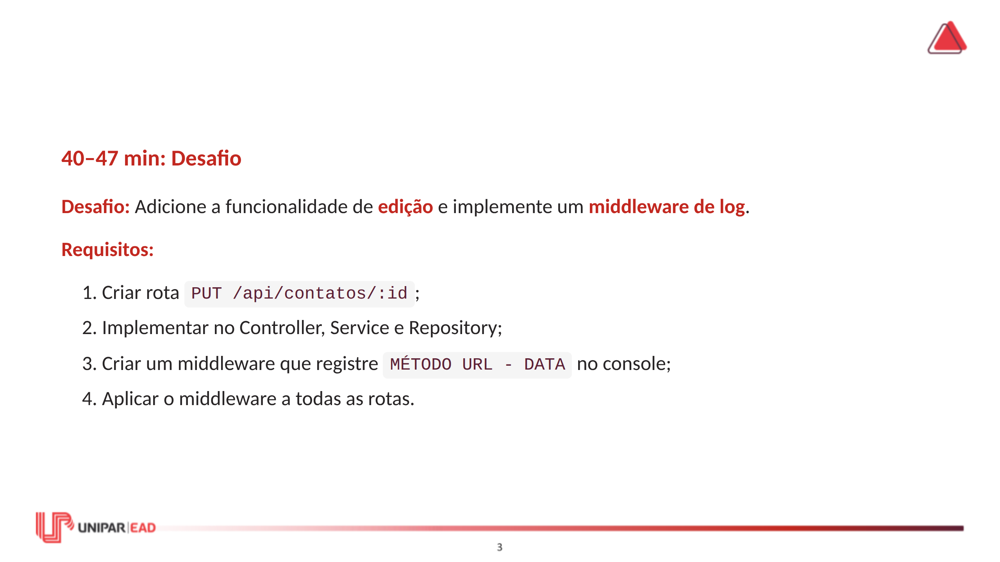 40–47 min: Desafio
Desafio: Adicione a funcionalidade de edição e implemente um middleware de log.
Requisitos:
1. Criar rota PUT /api/contatos/:id;
2. Implementar no Controller, Service e Repository;
3. Criar um middleware que registre MÉTODO URL - DATA no console;
4. Aplicar o middleware a todas as rotas.
UNIPAR|EAD
3